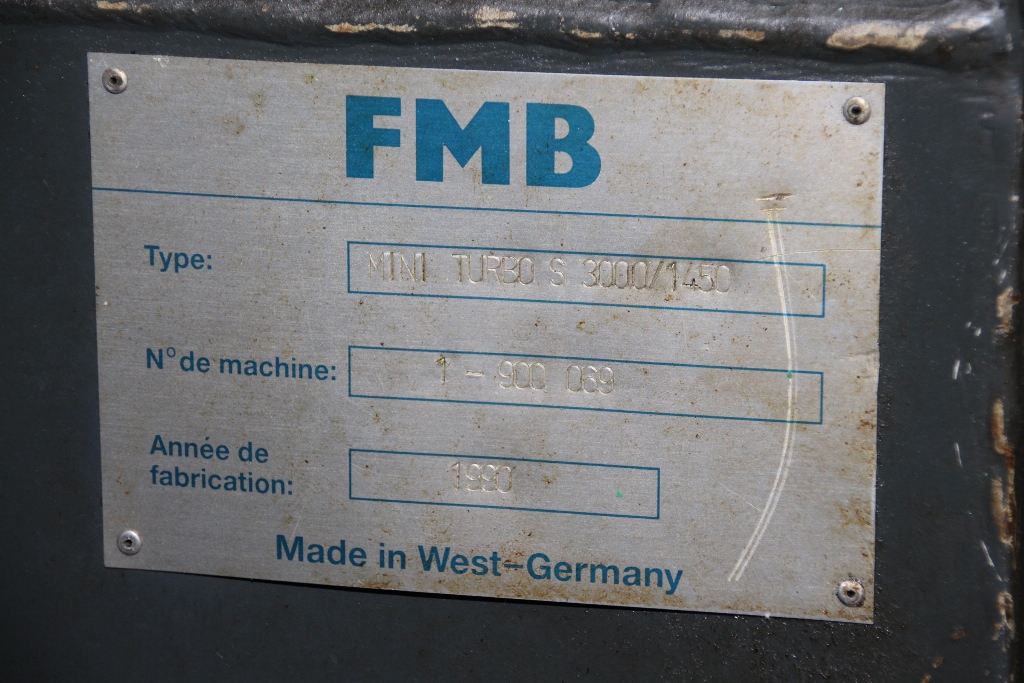 FMB
Type: MINI TURBO S 3000/1450
N° de machine: 1 - 900 069
Année de
fabrication: 1990
Made in West-Germany